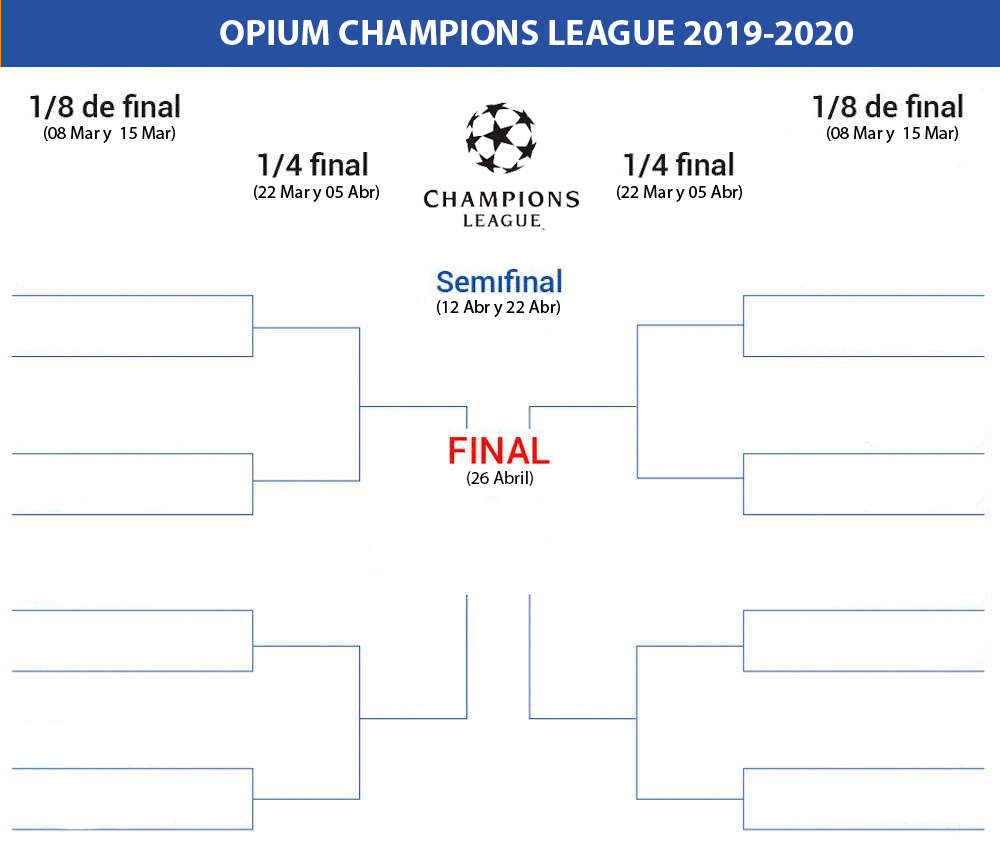 OPIUM CHAMPIONS LEAGUE 2019-2020
1/8 de final
(08 Mar y 15 Mar)
1/8 de final
(08 Mar y 15 Mar)
1/4 final
(22 Mar y 05 Abr)
1/4 final
(22 Mar y 05 Abr)
CHAMPIONS
LEAGUE
Semifinal
(12 Abr y 22 Abr)
FINAL
(26 Abril)